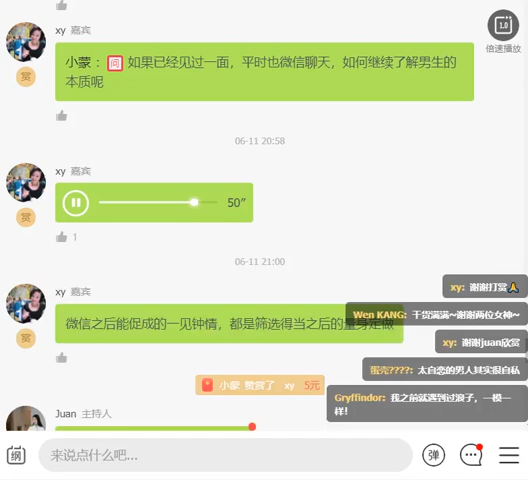 xy 嘉宾
1.0
倍速播放
小蒙： 问 如果已经见过一面，平时也微信聊天，如何继续了解男生的
本质呢
赏
06-11 20:58
xy 嘉宾
50″
赏
1
06-11 21:00
xy 嘉宾
微信之后能促成的一见钟情，都是筛选得当之后的量身定做
赏
小蒙 赞赏了 xy 5元
Juan 主持人
xy: 谢谢打赏🙏
Wen KANG: 干货满满~谢谢两位女神~
xy: 谢谢juan欣赏
蛋壳????: 太自恋的男人其实很自私
Gryffindor: 我之前就遇到过浪子，一模一
样！
纲
来说点什么吧...
弹